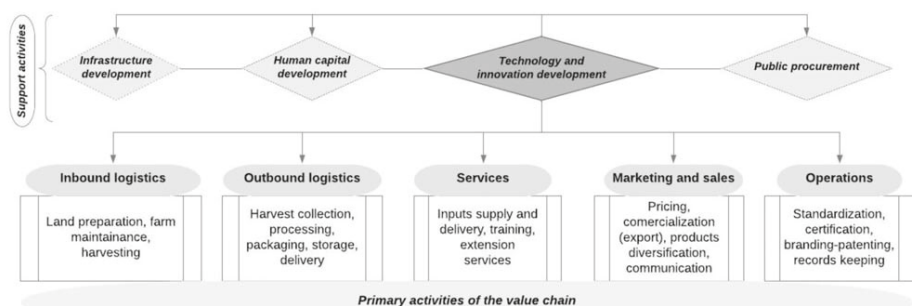 Support activities
Infrastructure
development
Human capital
development
Technology and
innovation development
Public procurement
Inbound logistics
Outbound logistics
Services
Marketing and sales
Operations
Land preparation, farm
maintainance,
harvesting
Harvest collection,
processing,
packaging, storage,
delivery
Inputs supply and
delivery, training,
extension
services
Pricing,
comercialization
(export), products
diversification,
communication
Standardization,
certification,
branding-patenting,
records keeping
Primary activities of the value chain